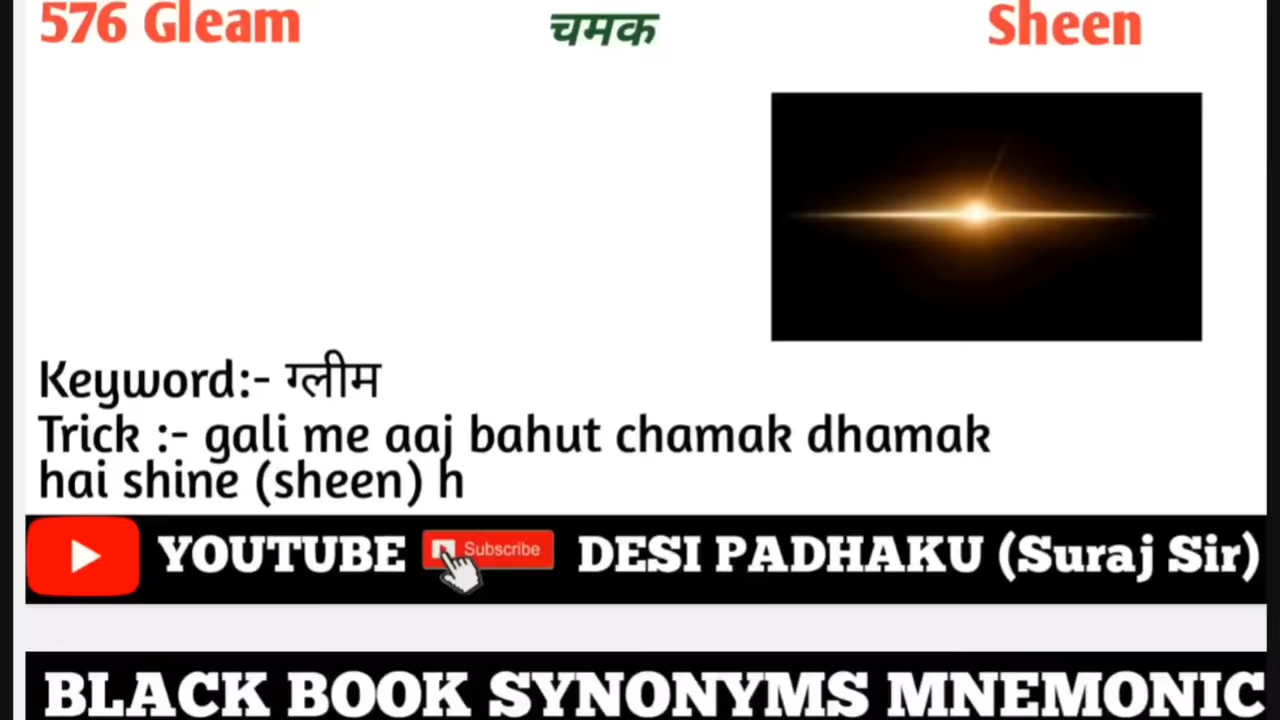 576 Gleam चमक Sheen
Keyword:- ग्लीम
Trick :- gali me aaj bahut chamak dhamak
hai shine (sheen) h
YOUTUBE Subscribe DESI PADHAKU (Suraj Sir)
BLACK BOOK SYNONYMS MNEMONIC